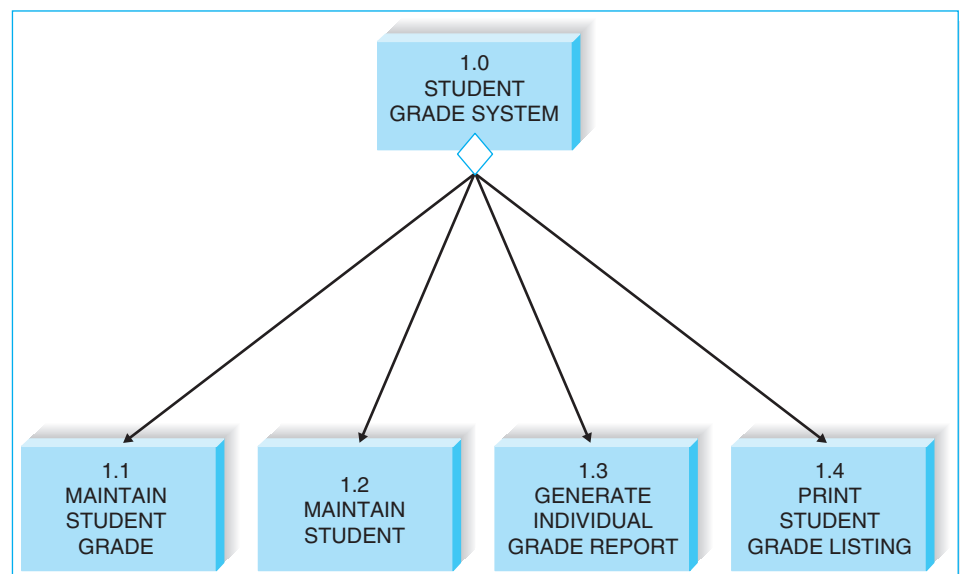 1.0
STUDENT
GRADE SYSTEM
1.1
MAINTAIN
STUDENT
GRADE
1.2
MAINTAIN
STUDENT
1.3
GENERATE
INDIVIDUAL
GRADE REPORT
1.4
PRINT
STUDENT
GRADE LISTING